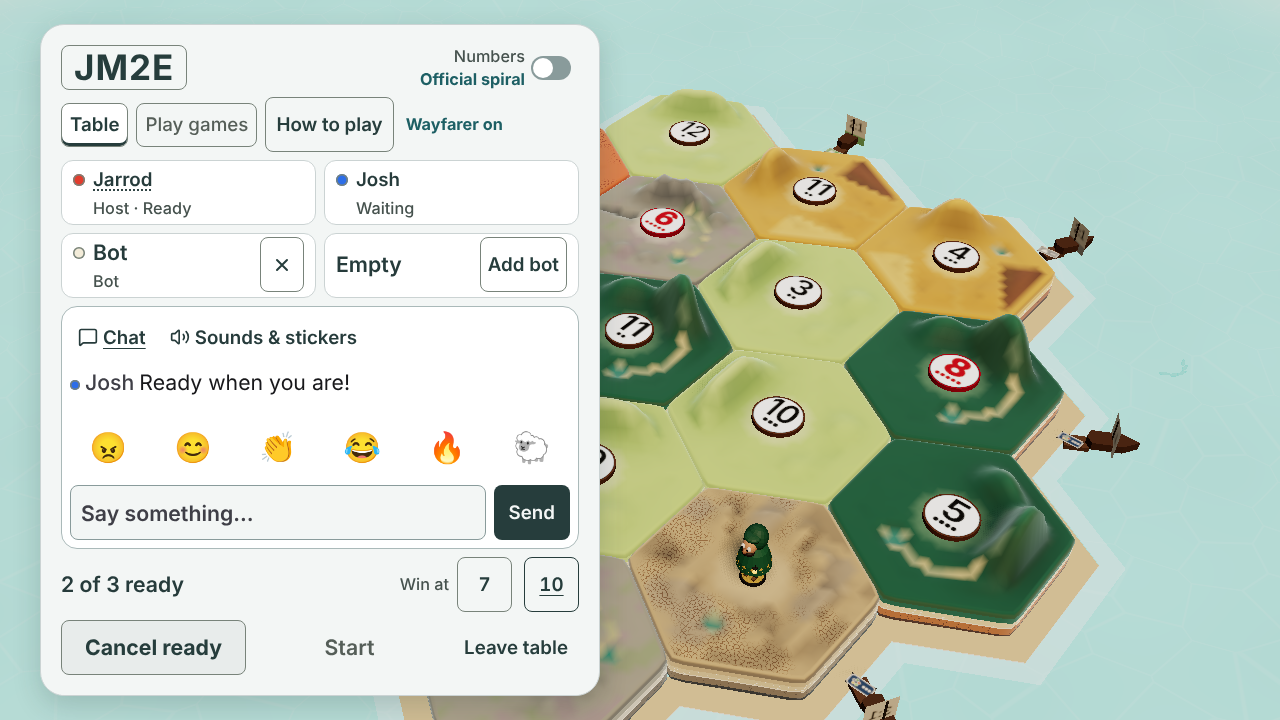 JM2E
Numbers
Official spiral
Table
Play games
How to play
Wayfarer on
Jarrod
Host · Ready
Josh
Waiting
Bot
Bot
×
Empty
Add bot
Chat
Sounds & stickers
Josh Ready when you are!
Say something...
Send
2 of 3 ready
Win at
7
10
Cancel ready
Start
Leave table
12
11
6
4
3
11
8
10
5